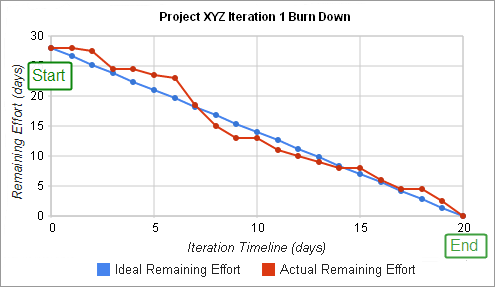 Project XYZ Iteration 1 Burn Down
30
Start
20
15
10
5
0
Remaining Effort (days)
0 5 10 15 20
Iteration Timeline (days)
End
Ideal Remaining Effort Actual Remaining Effort